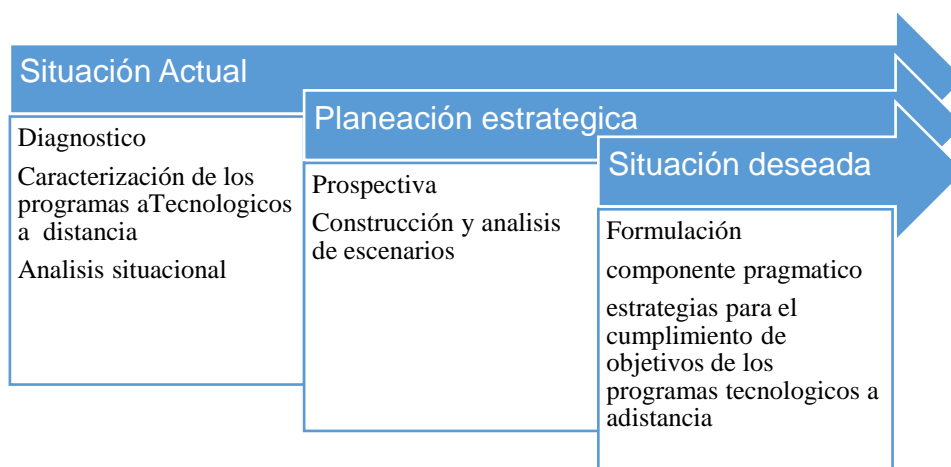 Situación Actual
Diagnostico
Caracterización de los
programas aTecnologicos
a distancia
Analisis situacional
Planeación estrategica
Prospectiva
Construcción y analisis
de escenarios
Situación deseada
Formulación
componente pragmatico
estrategias para el
cumplimiento de
objetivos de los
programas tecnologicos a
adistancia